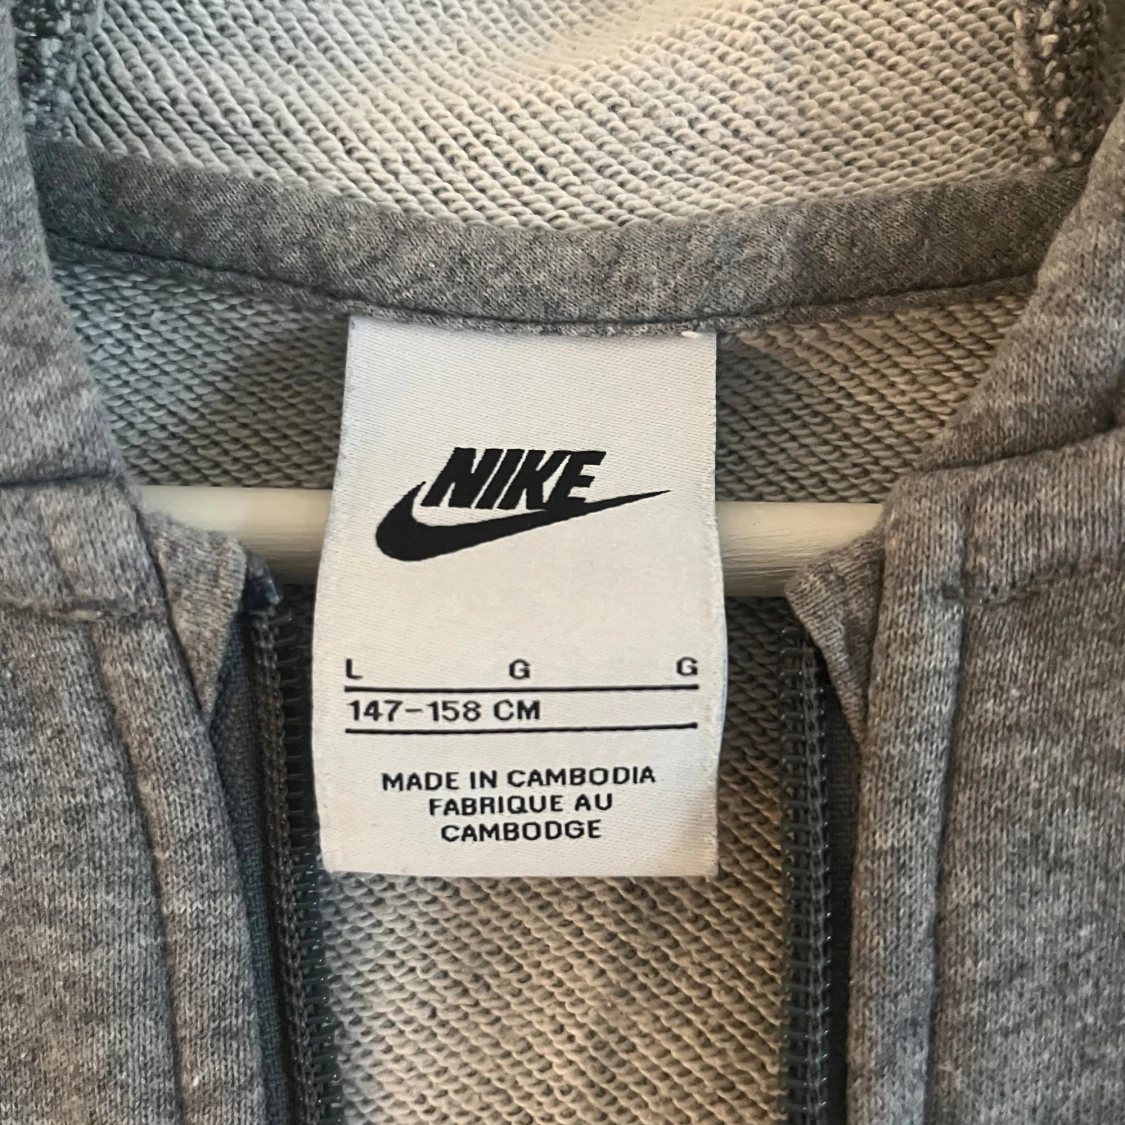 NIKE
L G G
147-158 CM
MADE IN CAMBODIA
FABRIQUE AU
CAMBODGE